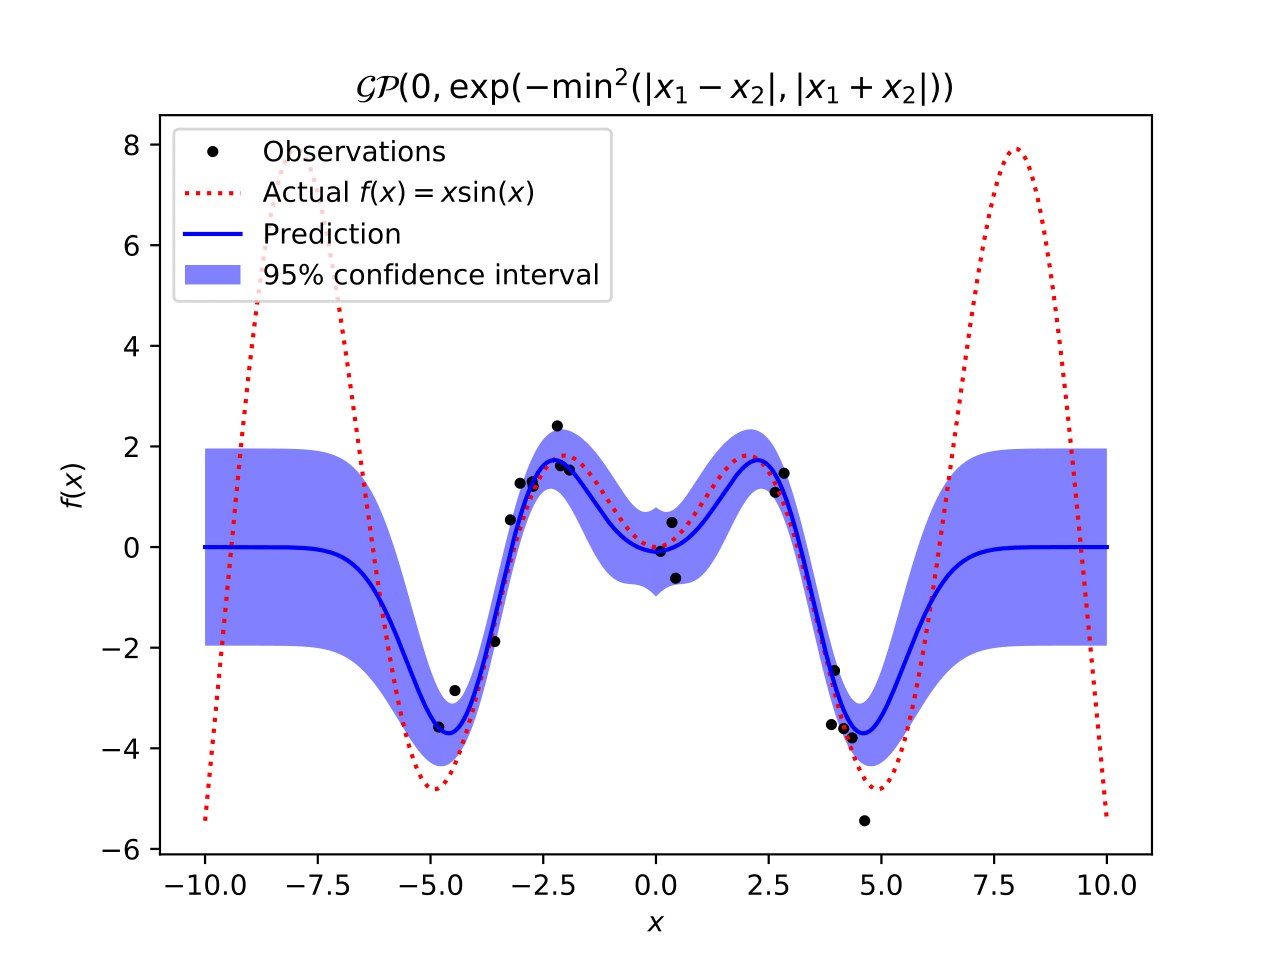 𝒢𝒫(0, exp(−min²(|x₁ − x₂|, |x₁ + x₂|))
Observations
Actual f(x) = xsin(x)
Prediction
95% confidence interval
8
6
4
2
0
−2
−4
−6
f(x)
−10.0 −7.5 −5.0 −2.5 0.0 2.5 5.0 7.5 10.0
x